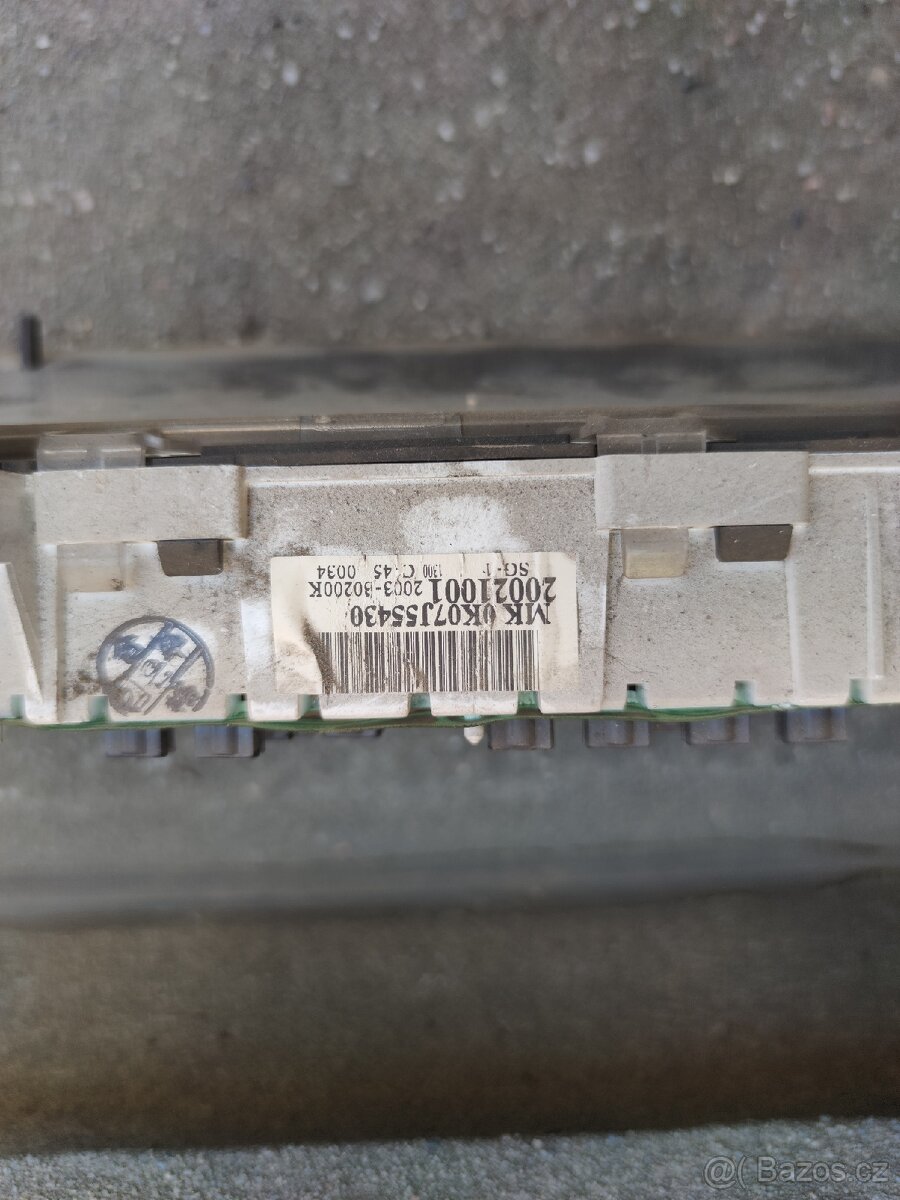 MK 0K07J55430
20021001 2003-B0200K
SG-1 1300 C-45 0034
@( Bazos.cz